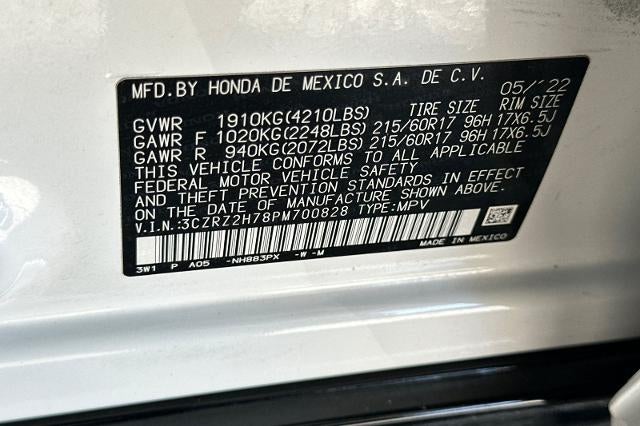 MFD.BY HONDA DE MEXICO S.A. DE C.V. 05/'22
GVWR 1910KG(4210LBS) TIRE SIZE RIM SIZE
GAWR F 1020KG(2248LBS) 215/60R17 96H 17X6.5J
GAWR R 940KG(2072LBS) 215/60R17 96H 17X6.5J
THIS VEHICLE CONFORMS TO ALL APPLICABLE
FEDERAL MOTOR VEHICLE SAFETY
AND THEFT PREVENTION STANDARDS IN EFFECT
ON THE DATE OF MANUFACTURE SHOWN ABOVE.
V.I.N.:3CZRZ2H78PM700828 TYPE:MPV
MADE IN MEXICO
3W1 P A05 -NH883PX -W -M